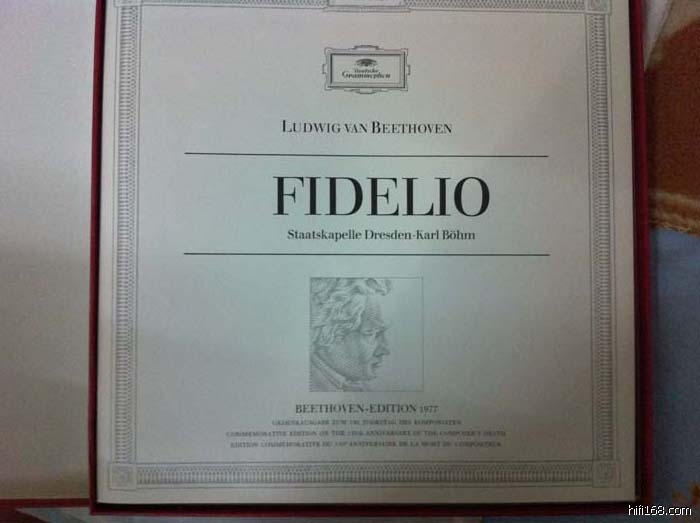 Deutsche
Grammophon
LUDWIG VAN BEETHOVEN
FIDELIO
Staatskapelle Dresden-Karl Böhm
BEETHOVEN-EDITION 1977
GEDENKAUSGABE ZUM 150. TODESTAG DES KOMPONISTEN
COMMEMORATIVE EDITION ON THE 150th ANNIVERSARY OF THE COMPOSER'S DEATH
EDITION COMMEMORATIVE DU 150e ANNIVERSAIRE DE LA MORT DU COMPOSITEUR
hifi168.com